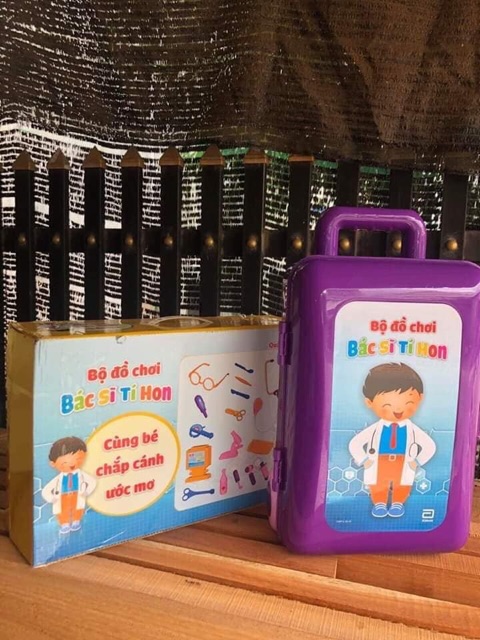 Bộ đồ chơi
Bác Sĩ Tí Hon
Cùng bé
chắp cánh
ước mơ
Bộ đồ chơi
Bác Sĩ Tí Hon
Abbott